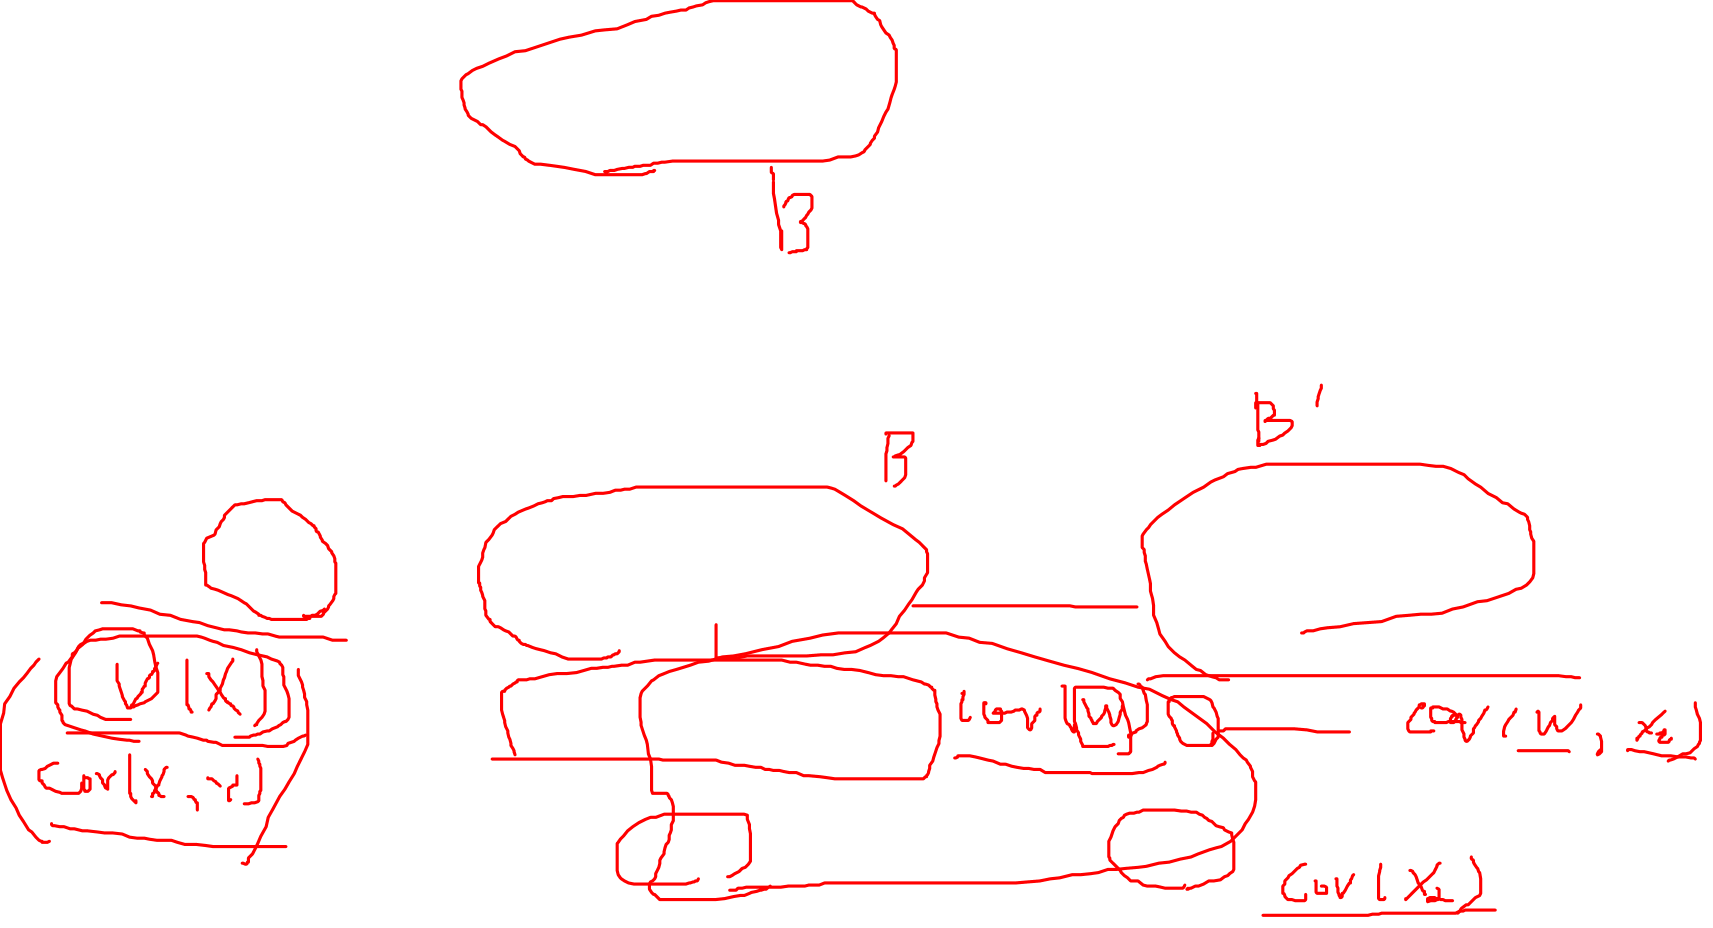 B
B'
B
V(X)
Cov(X, Y)
Cov(W)
Cov(W, X₂)
Cov(X₂)